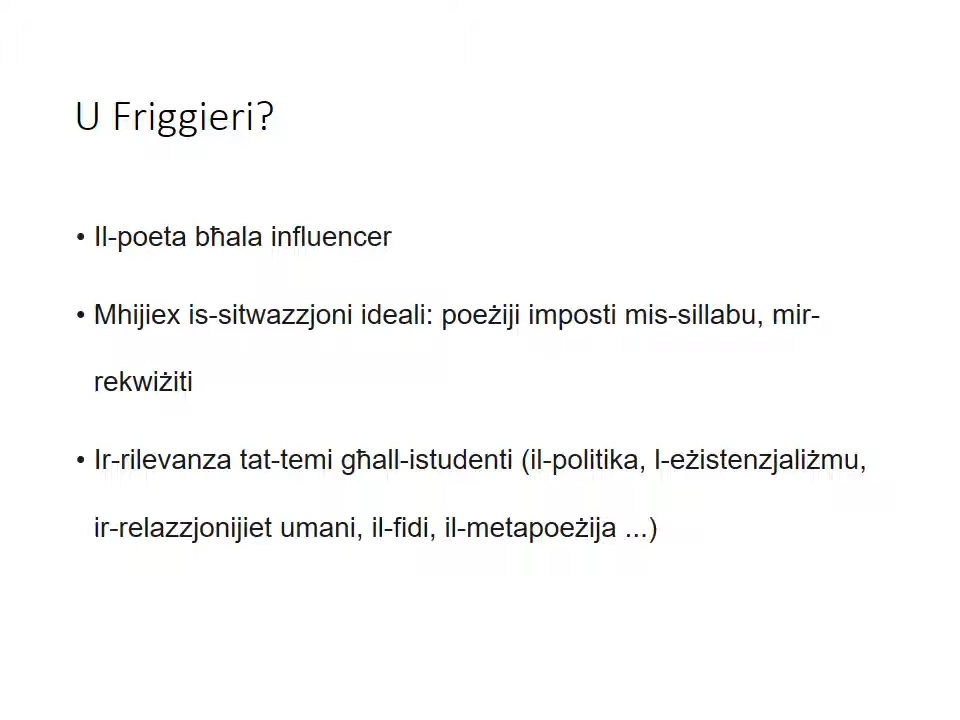 U Friggieri?
• Il-poeta bħala influencer
• Mhijiex is-sitwazzjoni ideali: poeżiji imposti mis-sillabu, mir-
rekwiżiti
• Ir-rilevanza tat-temi għall-istudenti (il-politika, l-eżistenzjaliżmu,
ir-relazzjonijiet umani, il-fidi, il-metapoeżija ...)